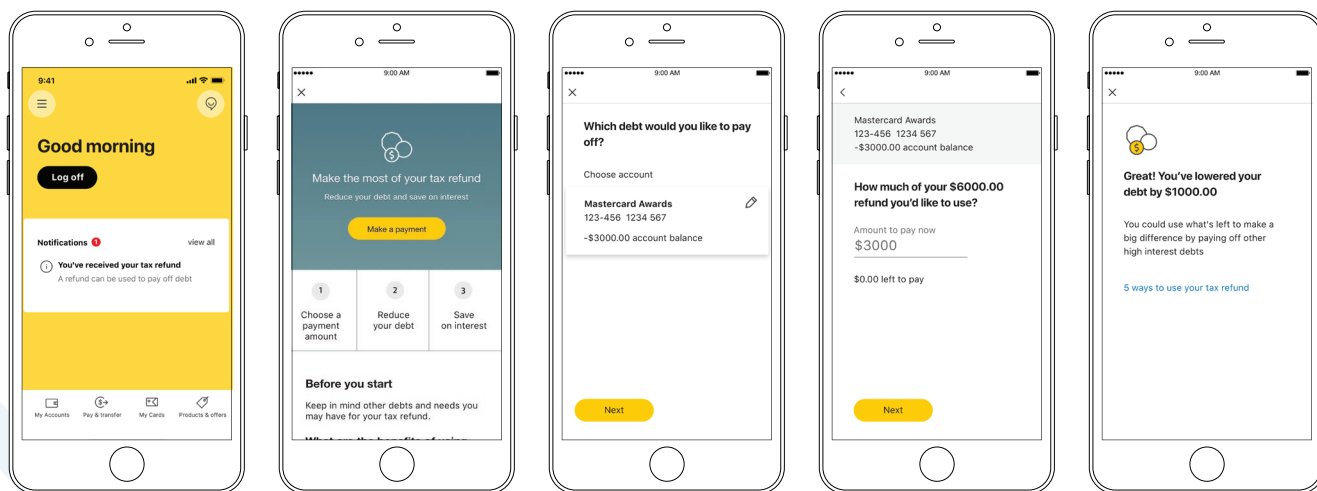 9:41
Good morning
Log off
Notifications 1 view all
You've received your tax refund
A refund can be used to pay off debt
My Accounts Pay & transfer My Cards Products & offers
9:00 AM
Make the most of your tax refund
Reduce your debt and save on interest
Make a payment
1
Choose a
payment
amount
2
Reduce
your debt
3
Save
on interest
Before you start
Keep in mind other debts and needs you
may have for your tax refund.
What are the benefits of using
9:00 AM
Which debt would you like to pay
off?
Choose account
Mastercard Awards
123-456 1234 567
-$3000.00 account balance
Next
9:00 AM
Mastercard Awards
123-456 1234 567
-$3000.00 account balance
How much of your $6000.00
refund you'd like to use?
Amount to pay now
$3000
$0.00 left to pay
Next
9:00 AM
Great! You've lowered your
debt by $1000.00
You could use what's left to make a
big difference by paying off other
high interest debts
5 ways to use your tax refund